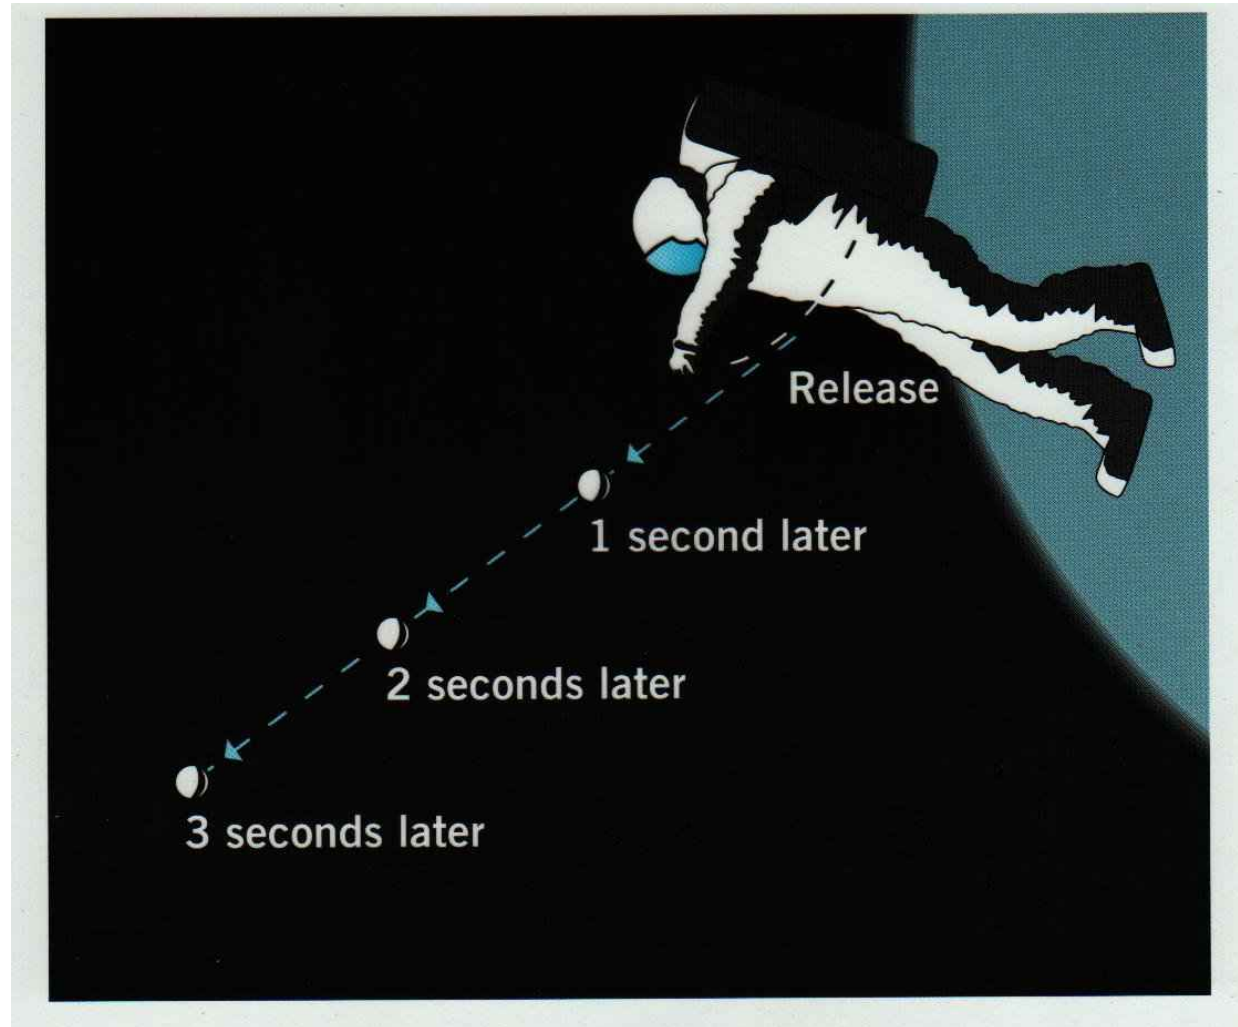 Release
1 second later
2 seconds later
3 seconds later